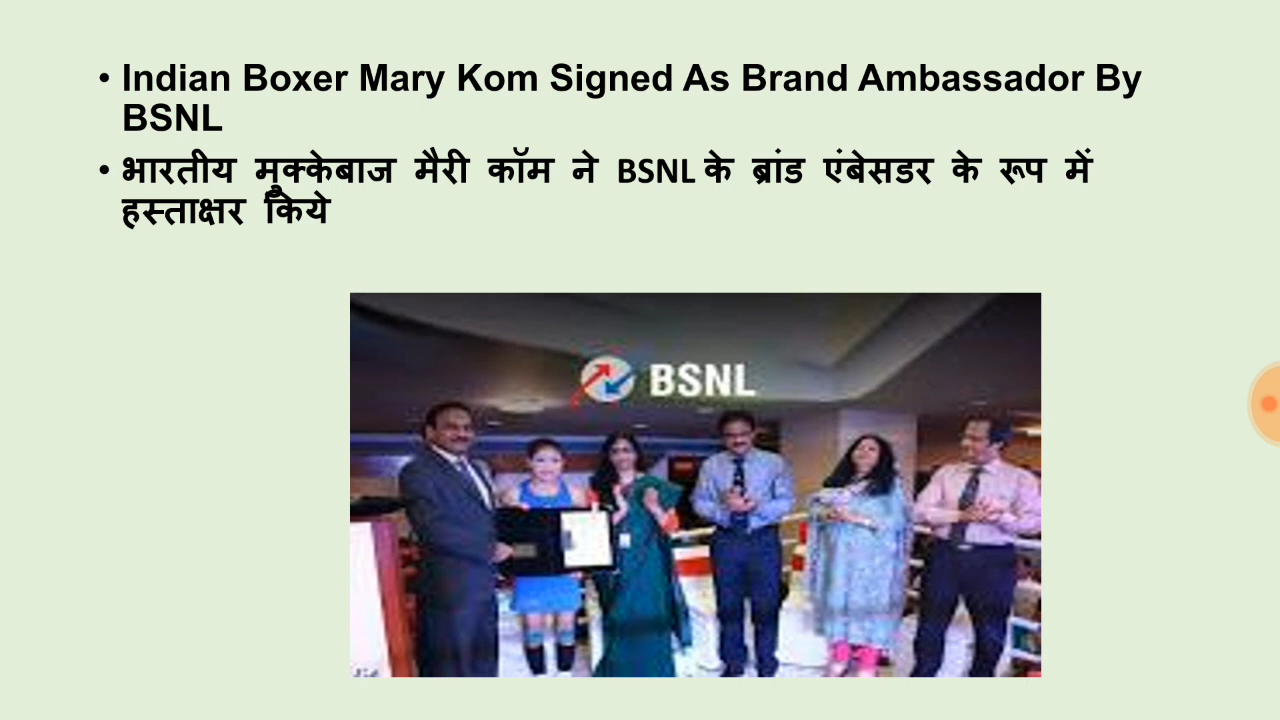 • Indian Boxer Mary Kom Signed As Brand Ambassador By
BSNL
• भारतीय मुक्केबाज मैरी कॉम ने BSNL के ब्रांड एंबेसडर के रूप में
हस्ताक्षर किये
BSNL